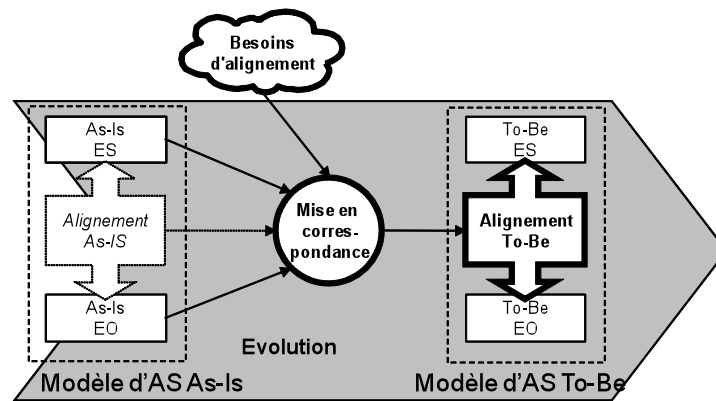 Besoins
d'alignement
As-Is
ES
Alignement
As-IS
As-Is
EO
Mise en
corres-
pondance
To-Be
ES
Alignement
To-Be
To-Be
EO
Evolution
Modèle d'AS As-Is
Modèle d'AS To-Be